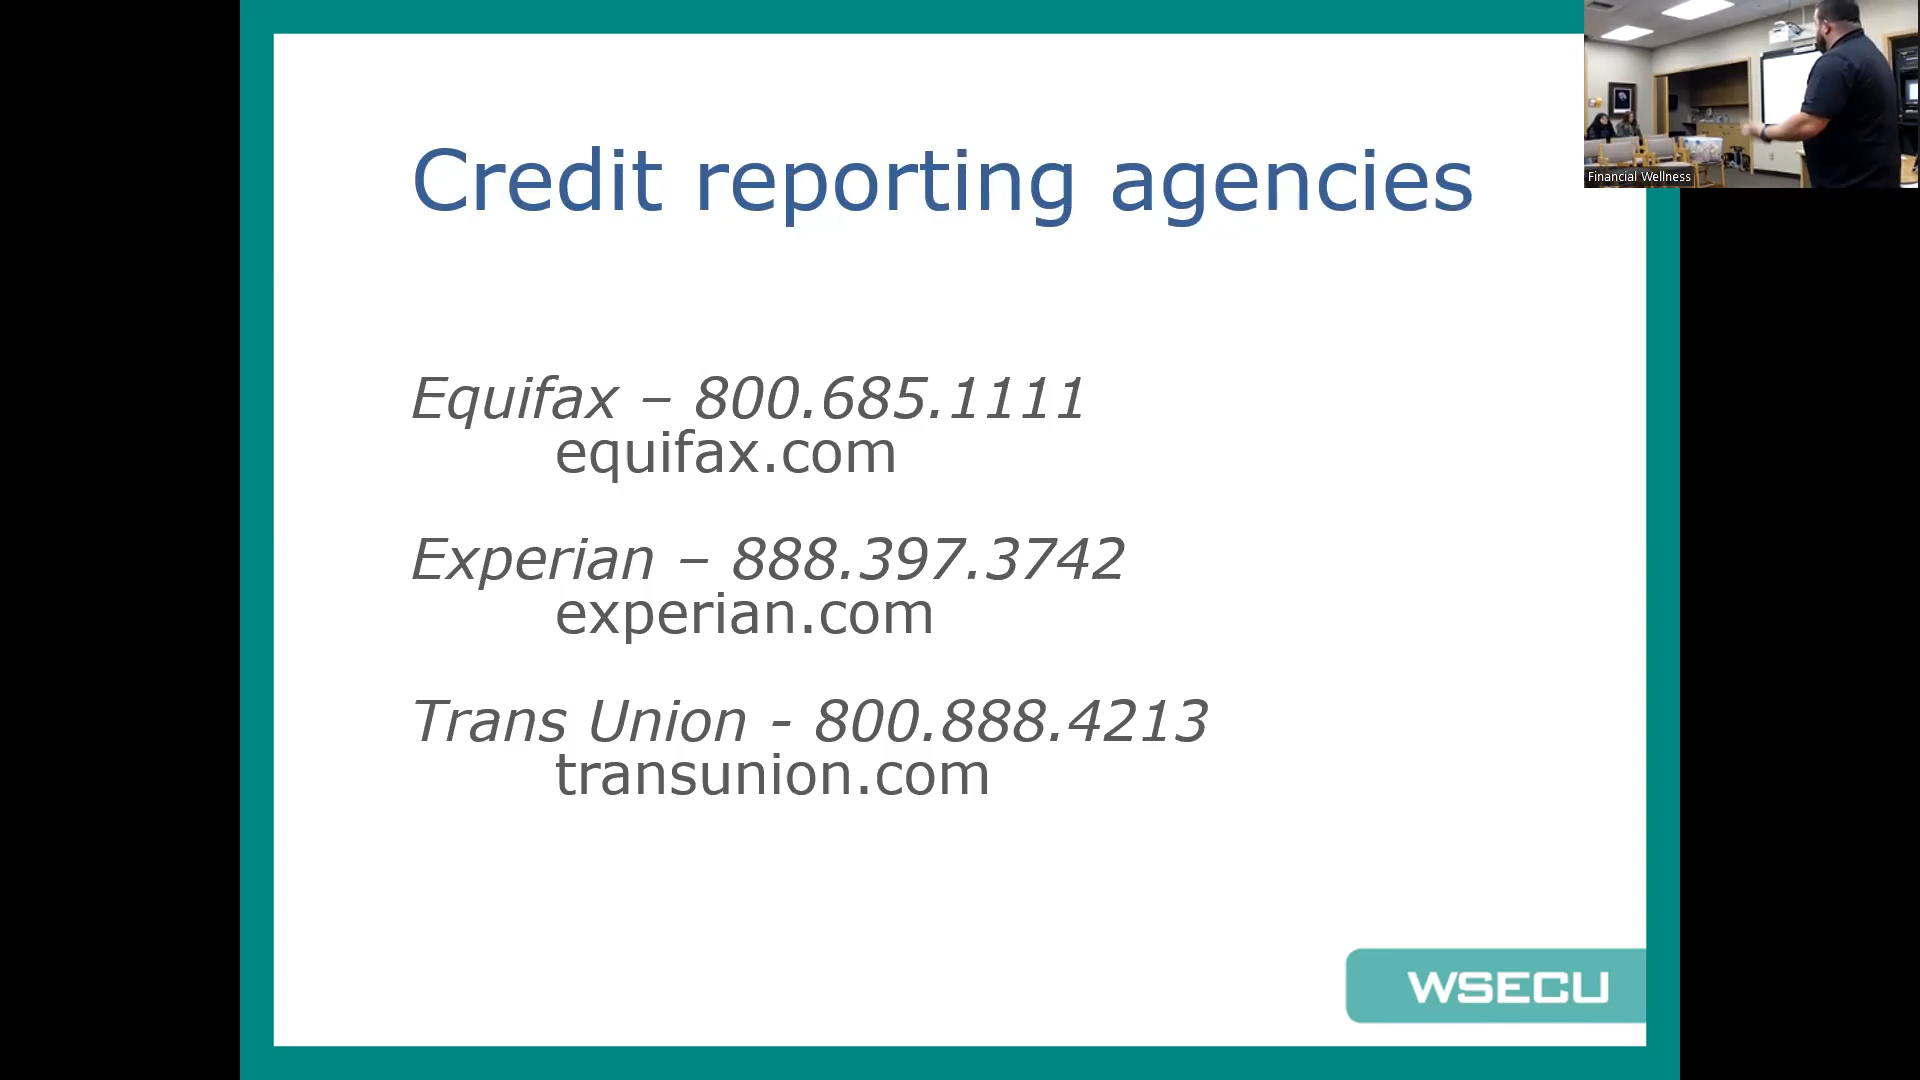 Credit reporting agencies
Financial Wellness
Equifax – 800.685.1111
equifax.com
Experian – 888.397.3742
experian.com
Trans Union - 800.888.4213
transunion.com
WSECU